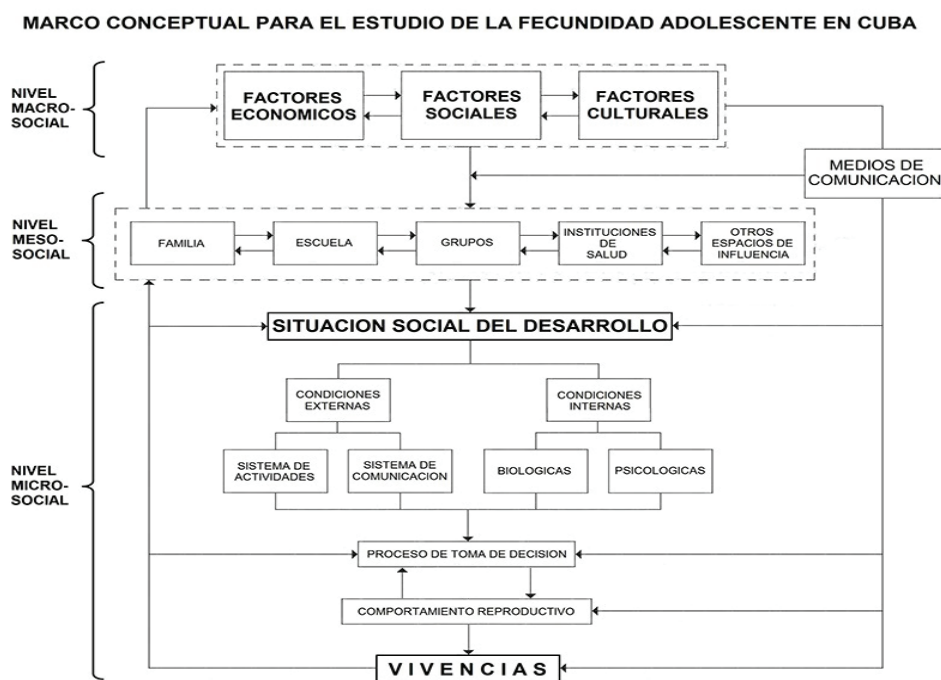 MARCO CONCEPTUAL PARA EL ESTUDIO DE LA FECUNDIDAD ADOLESCENTE EN CUBA
NIVEL
MACRO-
SOCIAL
FACTORES
ECONOMICOS
FACTORES
SOCIALES
FACTORES
CULTURALES
MEDIOS DE
COMUNICACION
NIVEL
MESO-
SOCIAL
FAMILIA
ESCUELA
GRUPOS
INSTITUCIONES
DE
SALUD
OTROS
ESPACIOS DE
INFLUENCIA
NIVEL
MICRO-
SOCIAL
SITUACION SOCIAL DEL DESARROLLO
CONDICIONES
EXTERNAS
CONDICIONES
INTERNAS
SISTEMA DE
ACTIVIDADES
SISTEMA DE
COMUNICACION
BIOLOGICAS
PSICOLOGICAS
PROCESO DE TOMA DE DECISION
COMPORTAMIENTO REPRODUCTIVO
VIVENCIAS